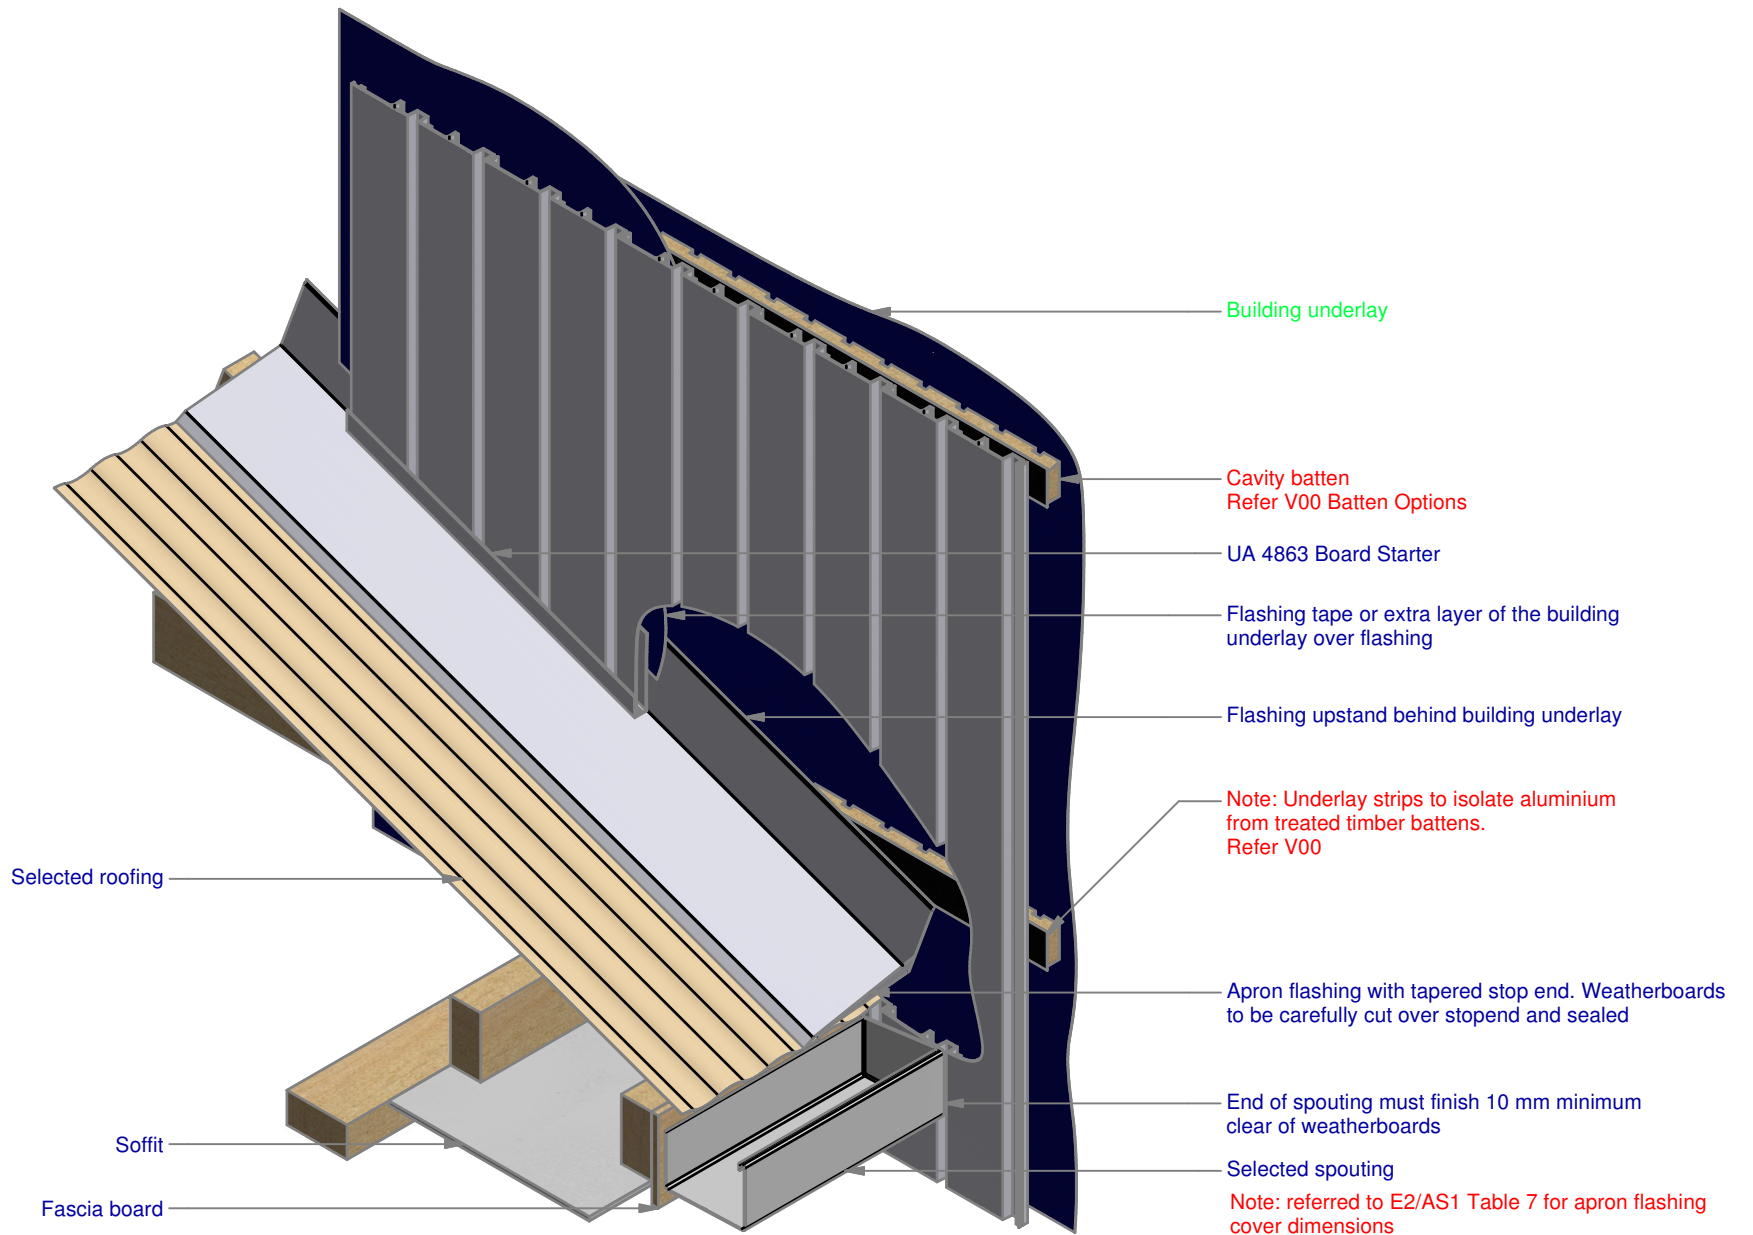 Building underlay
Cavity batten
Refer V00 Batten Options
UA 4863 Board Starter
Flashing tape or extra layer of the building
underlay over flashing
Flashing upstand behind building underlay
Note: Underlay strips to isolate aluminium
from treated timber battens.
Refer V00
Selected roofing
Apron flashing with tapered stop end. Weatherboards
to be carefully cut over stopend and sealed
End of spouting must finish 10 mm minimum
clear of weatherboards
Soffit
Selected spouting
Fascia board
Note: referred to E2/AS1 Table 7 for apron flashing
cover dimensions